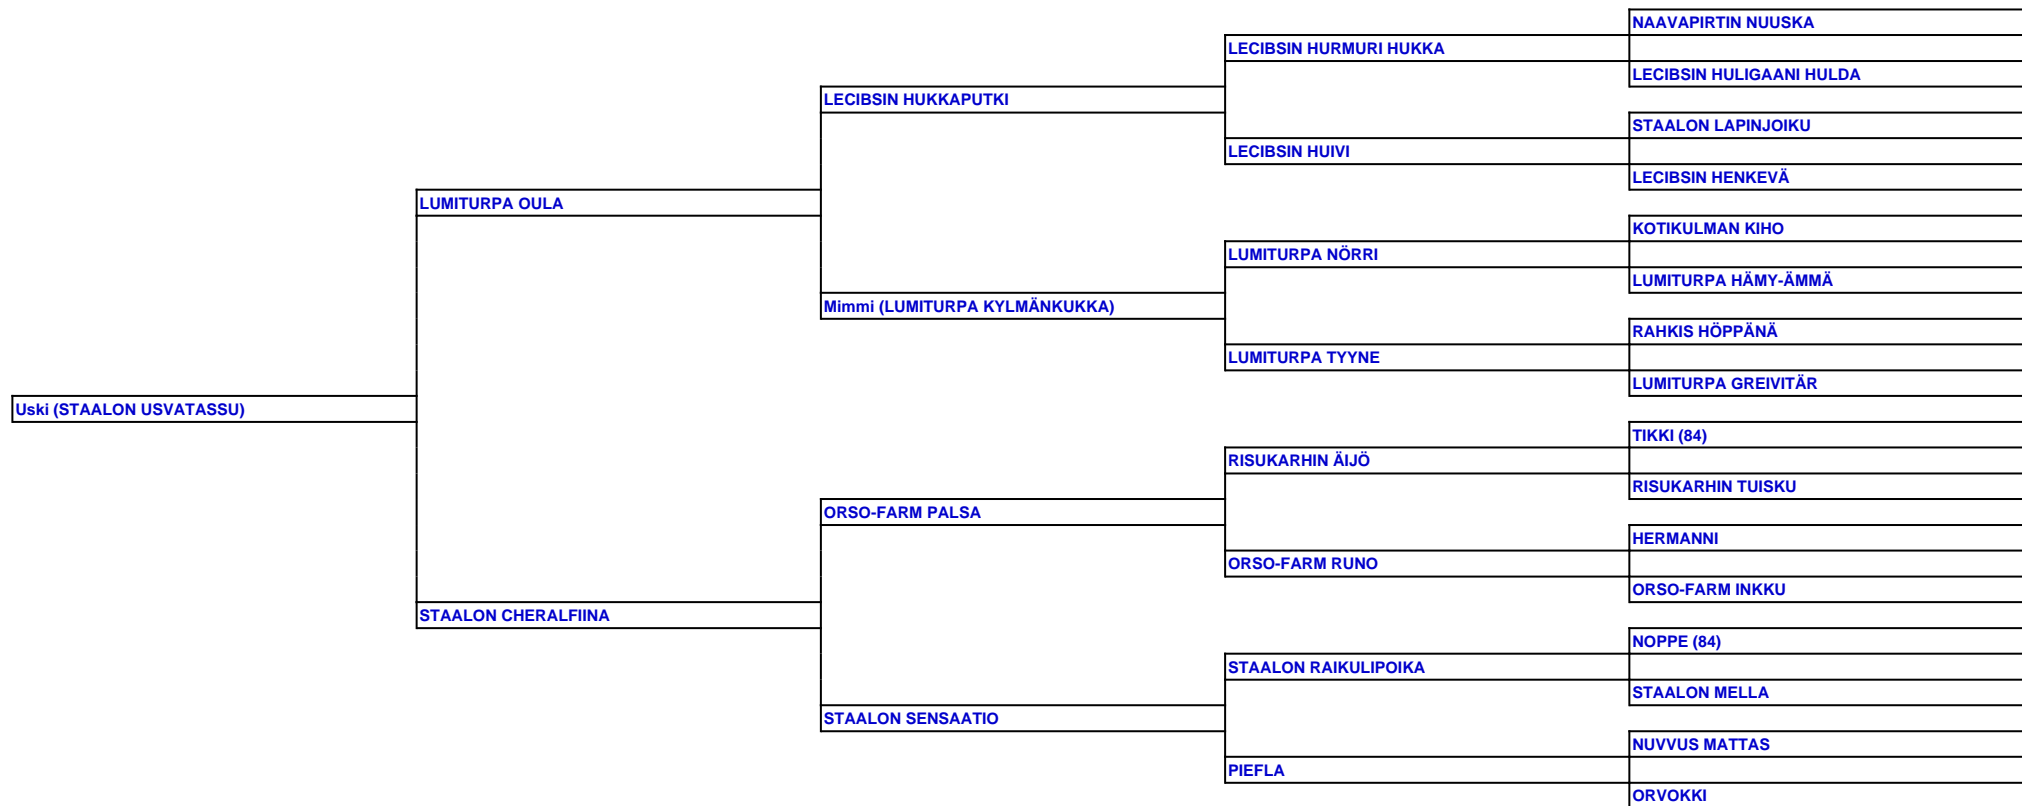 NAAVAPIRTIN NUUSKA
LECIBSIN HURMURI HUKKA
LECIBSIN HULIGAANI HULDA
LECIBSIN HUKKAPUTKI
STAALON LAPINJOIKU
LECIBSIN HUIVI
LECIBSIN HENKEVÄ
LUMITURPA OULA
KOTIKULMAN KIHO
LUMITURPA NÖRRI
LUMITURPA HÄMY-ÄMMÄ
Mimmi (LUMITURPA KYLMÄNKUKKA)
RAHKIS HÖPPÄNÄ
LUMITURPA TYYNE
LUMITURPA GREIVITÄR
Uski (STAALON USVATASSU)
TIKKI (84)
RISUKARHIN ÄIJÖ
RISUKARHIN TUISKU
ORSO-FARM PALSA
HERMANNI
ORSO-FARM RUNO
ORSO-FARM INKKU
STAALON CHERALFIINA
NOPPE (84)
STAALON RAIKULIPOIKA
STAALON MELLA
STAALON SENSAATIO
NUVVUS MATTAS
PIEFLA
ORVOKKI